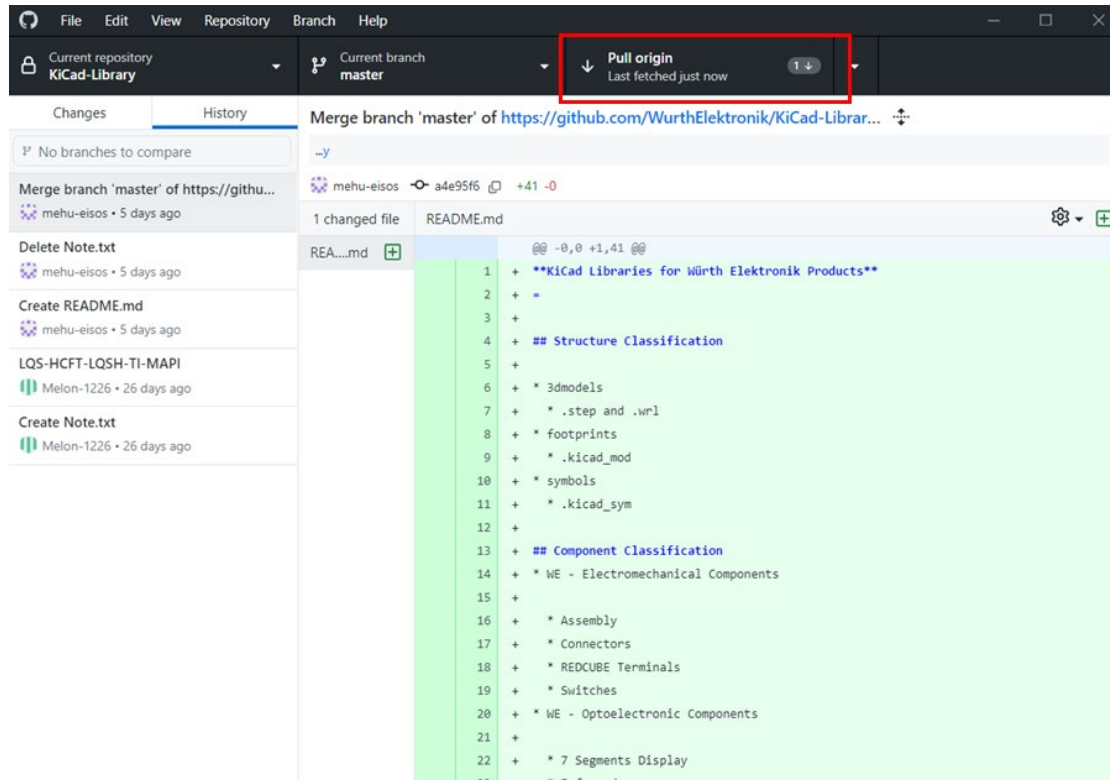 File Edit View Repository Branch Help
Current repository
KiCad-Library
Current branch
master
Pull origin
Last fetched just now
1
Changes History
No branches to compare
Merge branch 'master' of https://githu...
mehu-eisos • 5 days ago
Delete Note.txt
mehu-eisos • 5 days ago
Create README.md
mehu-eisos • 5 days ago
LQS-HCFT-LQSH-TI-MAPI
Melon-1226 • 26 days ago
Create Note.txt
Melon-1226 • 26 days ago
Merge branch 'master' of https://github.com/WurthElektronik/KiCad-Librar...
…y
mehu-eisos a4e95f6 +41 -0
1 changed file
REA....md
README.md
@@ -0,0 +1,41 @@
1 + **KiCad Libraries for Würth Elektronik Products**
2 + =
3 +
4 + ## Structure Classification
5 +
6 + * 3dmodels
7 + * .step and .wrl
8 + * footprints
9 + * .kicad_mod
10 + * symbols
11 + * .kicad_sym
12 +
13 + ## Component Classification
14 + * WE - Electromechanical Components
15 +
16 + * Assembly
17 + * Connectors
18 + * REDCUBE Terminals
19 + * Switches
20 + * WE - Optoelectronic Components
21 +
22 + * 7 Segments Display